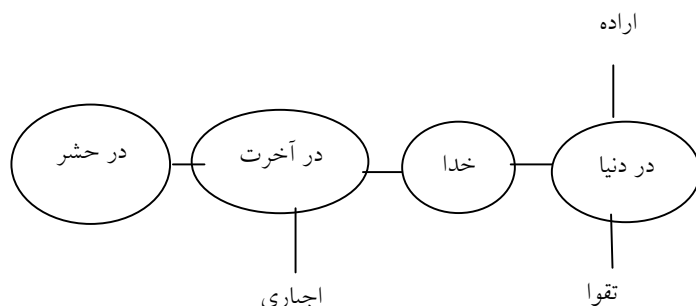 اراده
در دنیا
خدا
در آخرت
در حشر
تقوا
اجباری